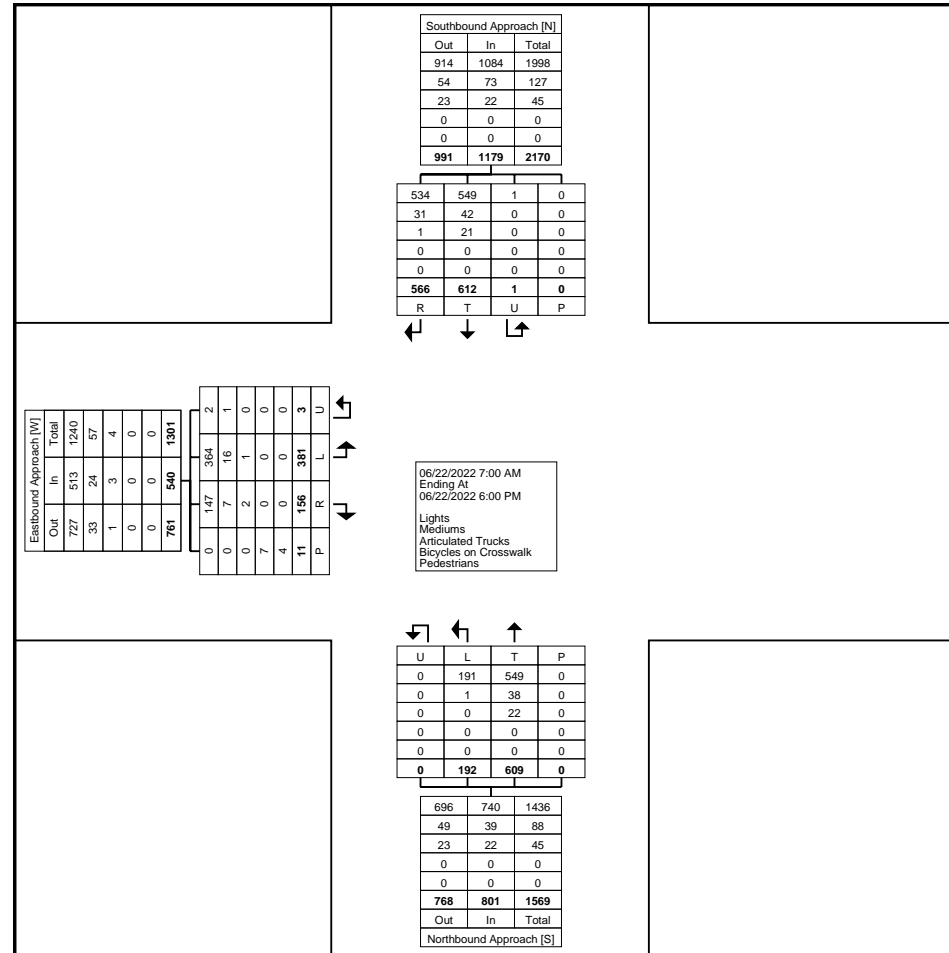 Southbound Approach [N]
Out In Total
914 1084 1998
54 73 127
23 22 45
0 0 0
0 0 0
991 1179 2170
534 549 1 0
31 42 0 0
1 21 0 0
0 0 0 0
0 0 0 0
566 612 1 0
R T U P
Eastbound Approach [W]
Out In Total
727 513 1240
33 24 57
1 3 4
0 0 0
0 0 0
761 540 1301
0 147 364 2
0 7 16 1
0 2 1 0
7 0 0 0
4 0 0 0
11 156 381 3
P R L U
06/22/2022 7:00 AM
Ending At
06/22/2022 6:00 PM
Lights
Mediums
Articulated Trucks
Bicycles on Crosswalk
Pedestrians
U L T P
0 191 549 0
0 1 38 0
0 0 22 0
0 0 0 0
0 0 0 0
0 192 609 0
696 740 1436
49 39 88
23 22 45
0 0 0
0 0 0
768 801 1569
Out In Total
Northbound Approach [S]